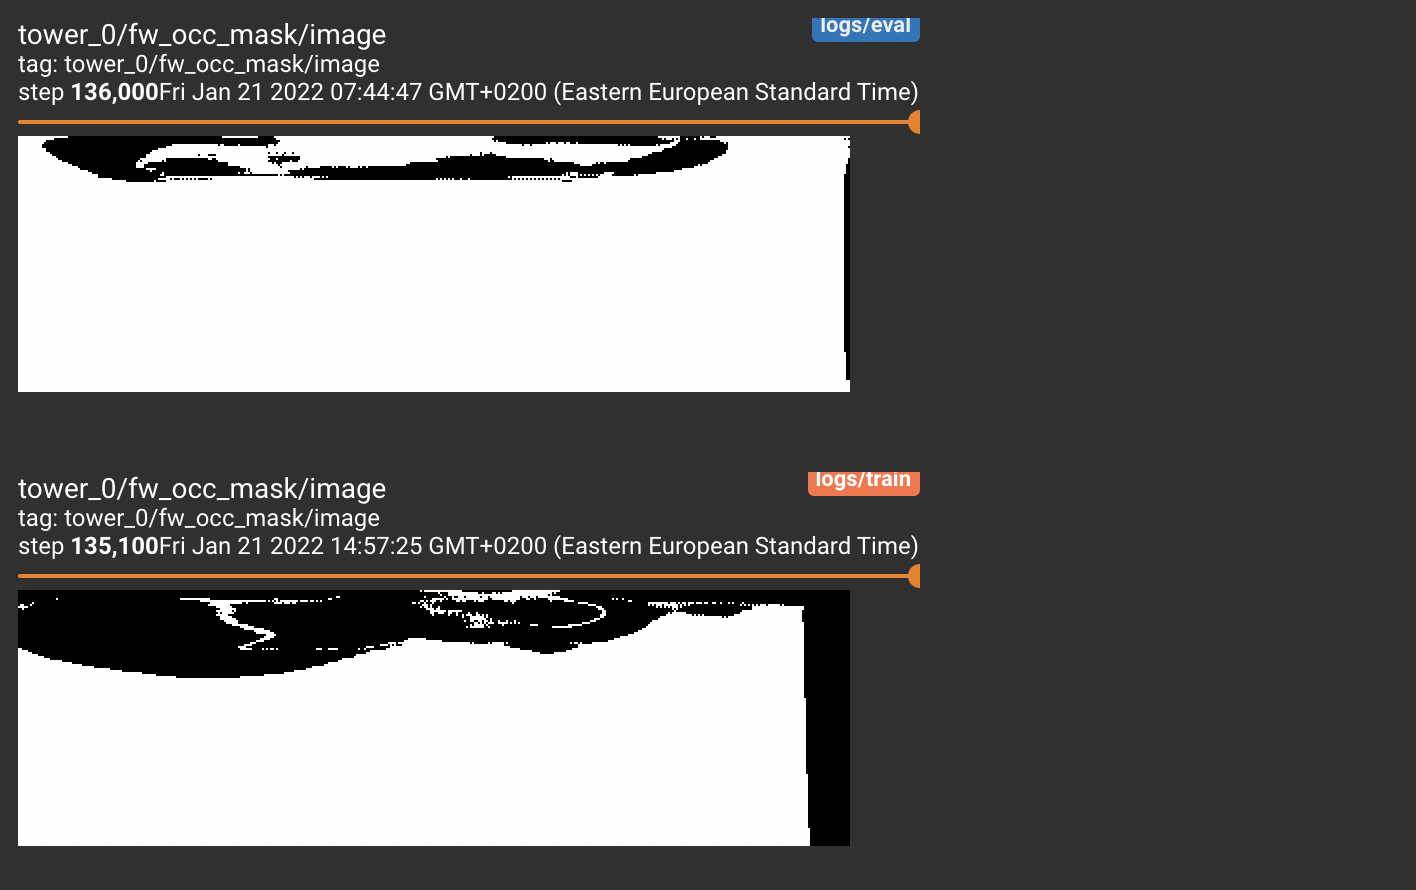 tower_0/fw_occ_mask/image
logs/eval
tag: tower_0/fw_occ_mask/image
step 136,000Fri Jan 21 2022 07:44:47 GMT+0200 (Eastern European Standard Time)
tower_0/fw_occ_mask/image
logs/train
tag: tower_0/fw_occ_mask/image
step 135,100Fri Jan 21 2022 14:57:25 GMT+0200 (Eastern European Standard Time)